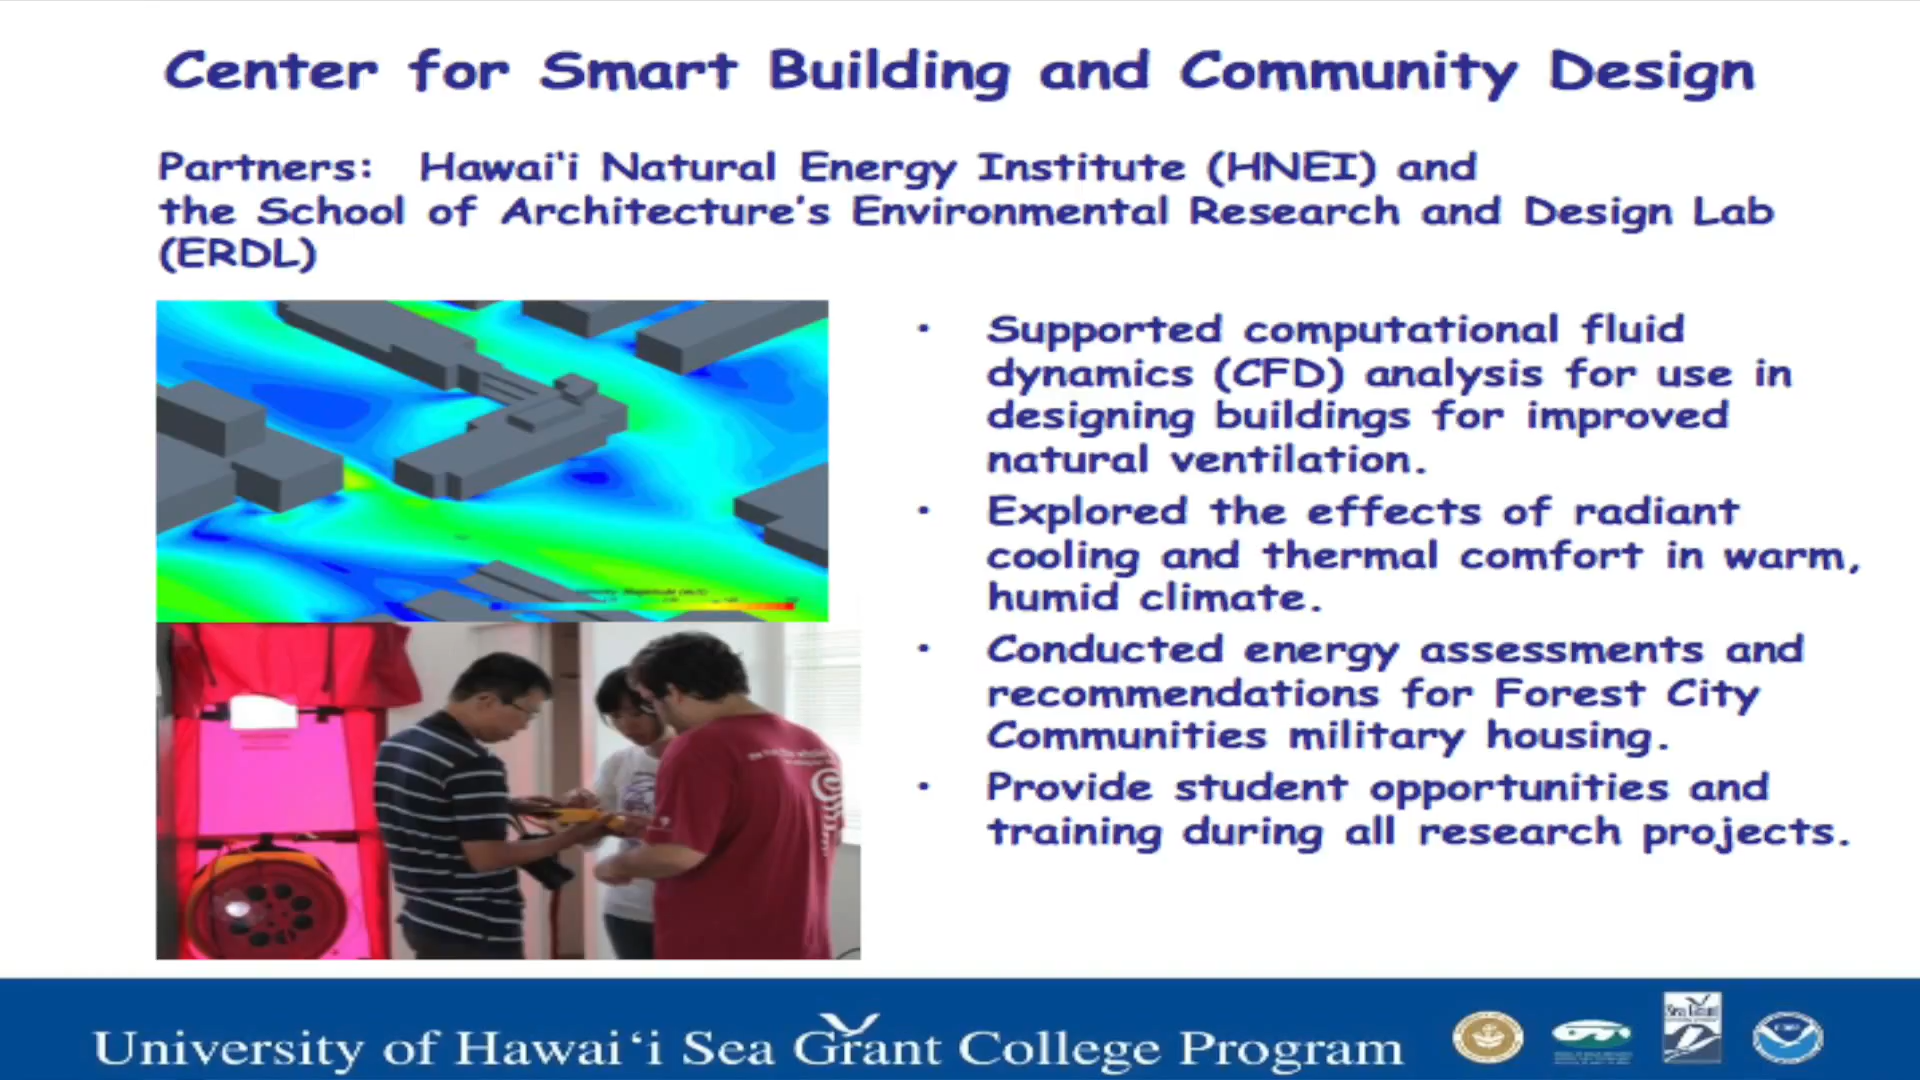 Center for Smart Building and Community Design
Partners: Hawai'i Natural Energy Institute (HNEI) and
the School of Architecture's Environmental Research and Design Lab
(ERDL)
• Supported computational fluid
dynamics (CFD) analysis for use in
designing buildings for improved
natural ventilation.
• Explored the effects of radiant
cooling and thermal comfort in warm,
humid climate.
• Conducted energy assessments and
recommendations for Forest City
Communities military housing.
• Provide student opportunities and
training during all research projects.
University of Hawai‘i Sea Grant College Program
Sea Grant